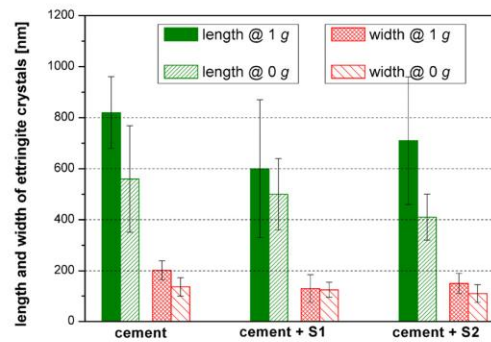 1200
1000
800
600
400
200
0
length and width of ettringite crystals [nm]
length @ 1 g
width @ 1 g
length @ 0 g
width @ 0 g
cement
cement + S1
cement + S2